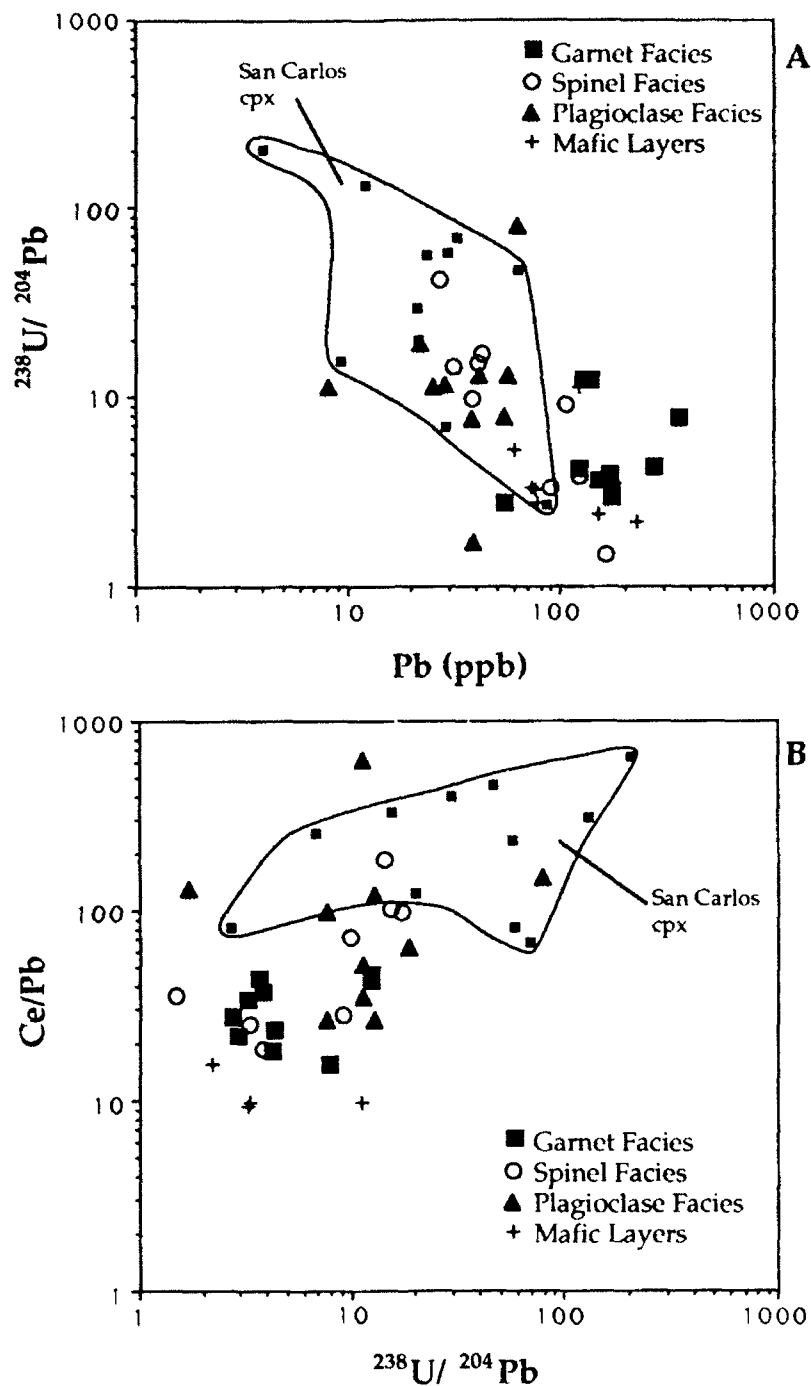 A
■ Garnet Facies
○ Spinel Facies
▲ Plagioclase Facies
+ Mafic Layers
San Carlos
cpx
1000
100
10
1
²³⁸U/ ²⁰⁴Pb
1 10 100 1000
Pb (ppb)
B
1000
100
10
1
Ce/Pb
San Carlos
cpx
■ Garnet Facies
○ Spinel Facies
▲ Plagioclase Facies
+ Mafic Layers
1 10 100 1000
²³⁸U/ ²⁰⁴Pb